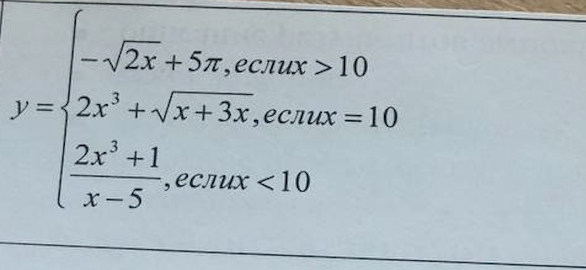 -√2x + 5π, если x > 10
y = { 2x³ + √x + 3x, если x = 10
2x³ + 1
x - 5
, если x < 10